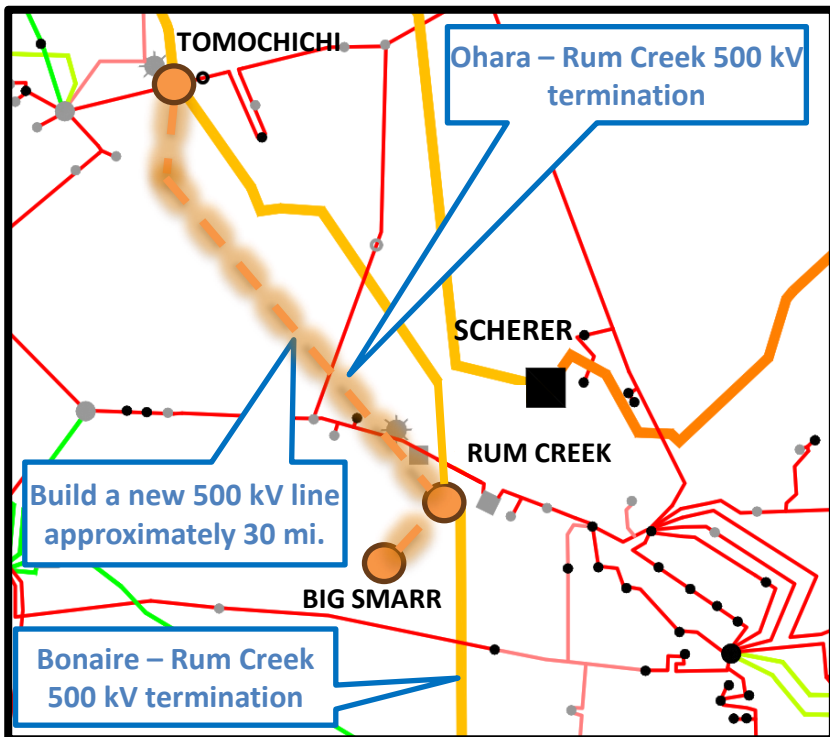 TOMOCHICHI
Ohara – Rum Creek 500 kV
termination
SCHERER
RUM CREEK
Build a new 500 kV line
approximately 30 mi.
BIG SMARR
Bonaire – Rum Creek
500 kV termination